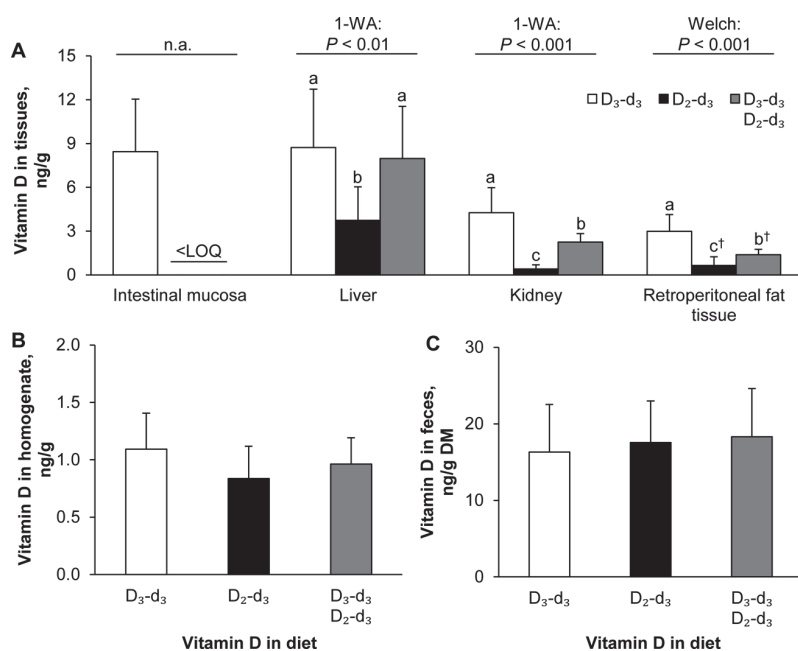 A
n.a.
1-WA:
P < 0.01
1-WA:
P < 0.001
Welch:
P < 0.001
Vitamin D in tissues,
ng/g
15
12
9
6
3
0
a
b
a
a
c
b
a
c†
b†
<LOQ
D₃-d₃
D₂-d₃
D₃-d₃
D₂-d₃
Intestinal mucosa
Liver
Kidney
Retroperitoneal fat
tissue
B
Vitamin D in homogenate,
ng/g
2.0
1.5
1.0
0.5
0.0
D₃-d₃
D₂-d₃
D₃-d₃
D₂-d₃
Vitamin D in diet
C
Vitamin D in feces,
ng/g DM
30
20
10
0
D₃-d₃
D₂-d₃
D₃-d₃
D₂-d₃
Vitamin D in diet